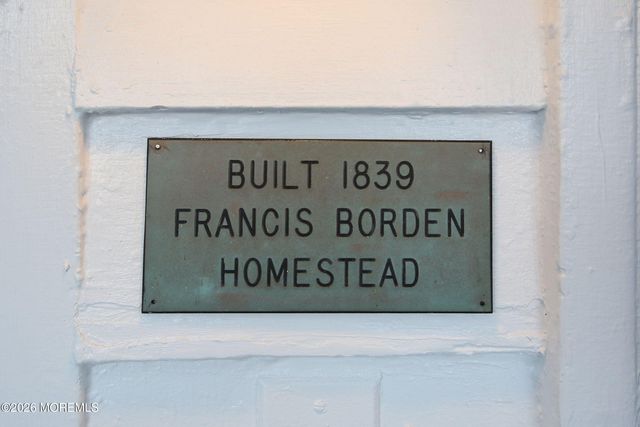 BUILT 1839
FRANCIS BORDEN
HOMESTEAD
©2026 MOREMLS